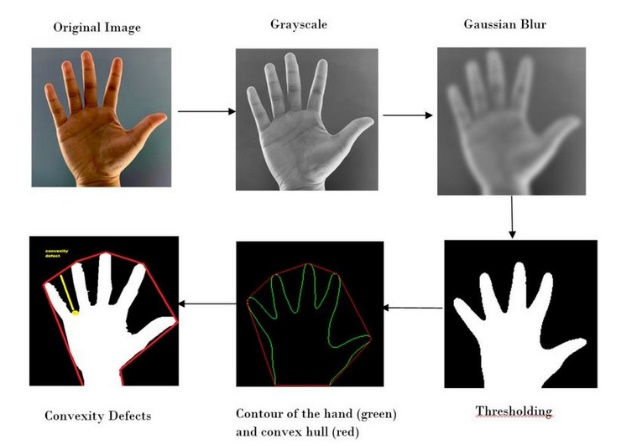 Original Image
Grayscale
Gaussian Blur
convexity
defect
Convexity Defects
Contour of the hand (green)
and convex hull (red)
Thresholding